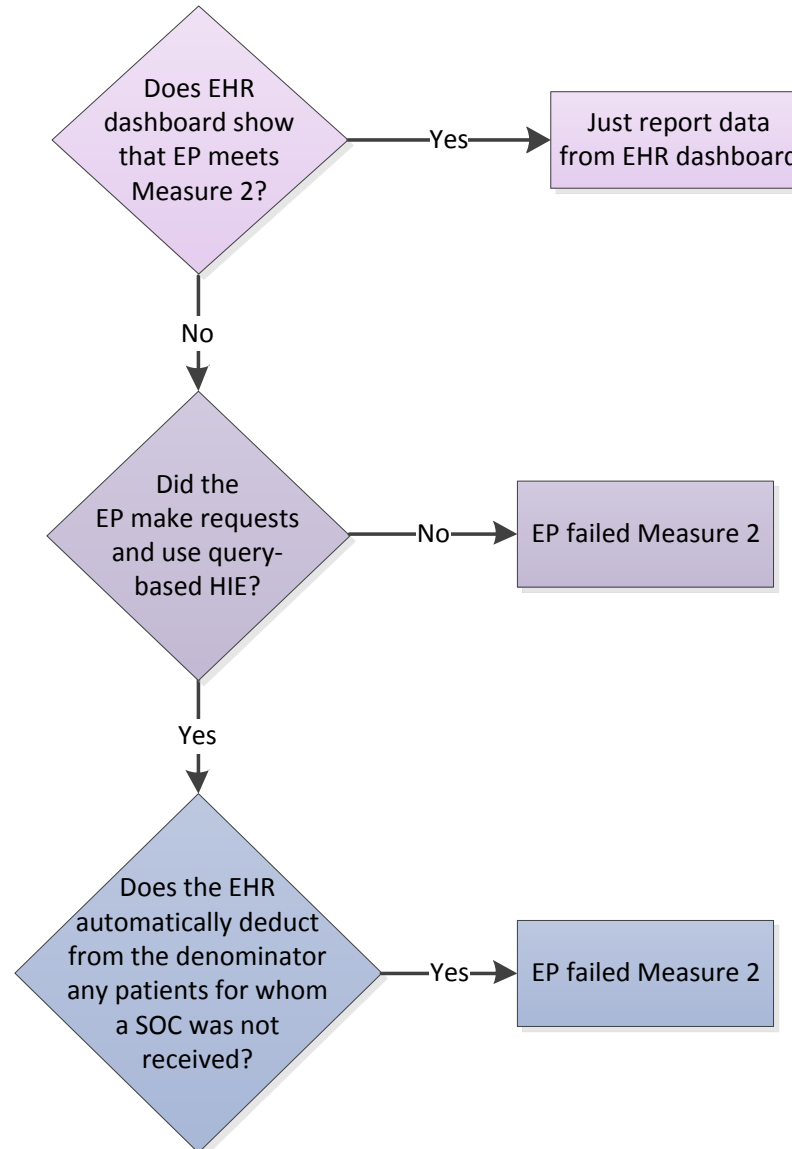 Does EHR
dashboard show
that EP meets
Measure 2?
Yes
Just report data
from EHR dashboard
No
Did the
EP make requests
and use query-
based HIE?
No
EP failed Measure 2
Yes
Does the EHR
automatically deduct
from the denominator
any patients for whom
a SOC was not
received?
Yes
EP failed Measure 2